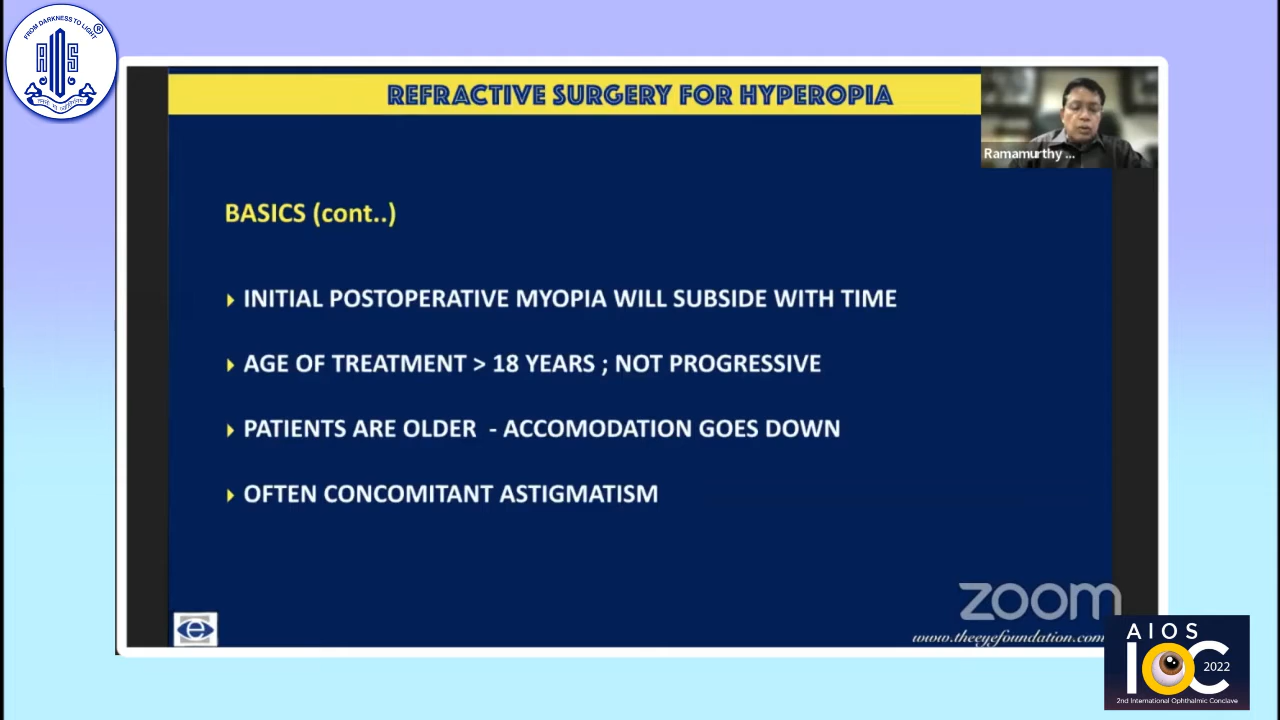 FROM DARKNESS TO LIGHT
®
AIOS
REFRACTIVE SURGERY FOR HYPEROPIA
Ramamurthy ...
BASICS (cont..)
INITIAL POSTOPERATIVE MYOPIA WILL SUBSIDE WITH TIME
AGE OF TREATMENT > 18 YEARS ; NOT PROGRESSIVE
PATIENTS ARE OLDER - ACCOMODATION GOES DOWN
OFTEN CONCOMITANT ASTIGMATISM
e
zoom
www.theeyefoundation.com
AIOS
IOC
2022
2nd International Ophthalmic Conclave